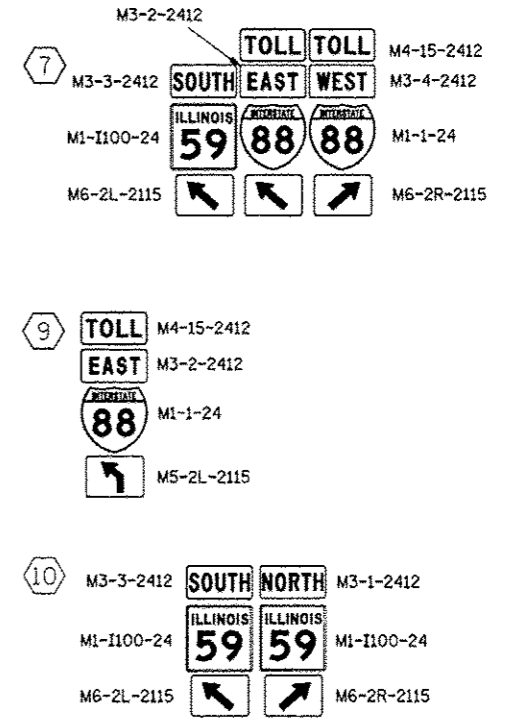 M3-2-2412
7
TOLL TOLL M4-15-2412
M3-3-2412 SOUTH EAST WEST M3-4-2412
ILLINOIS INTERSTATE INTERSTATE
M1-I100-24 59 88 88 M1-1-24
M6-2L-2115 M6-2R-2115
9
TOLL M4-15-2412
EAST M3-2-2412
INTERSTATE
88 M1-1-24
M5-2L-2115
10
M3-3-2412 SOUTH NORTH M3-1-2412
ILLINOIS ILLINOIS
M1-I100-24 59 59 M1-I100-24
M6-2L-2115 M6-2R-2115